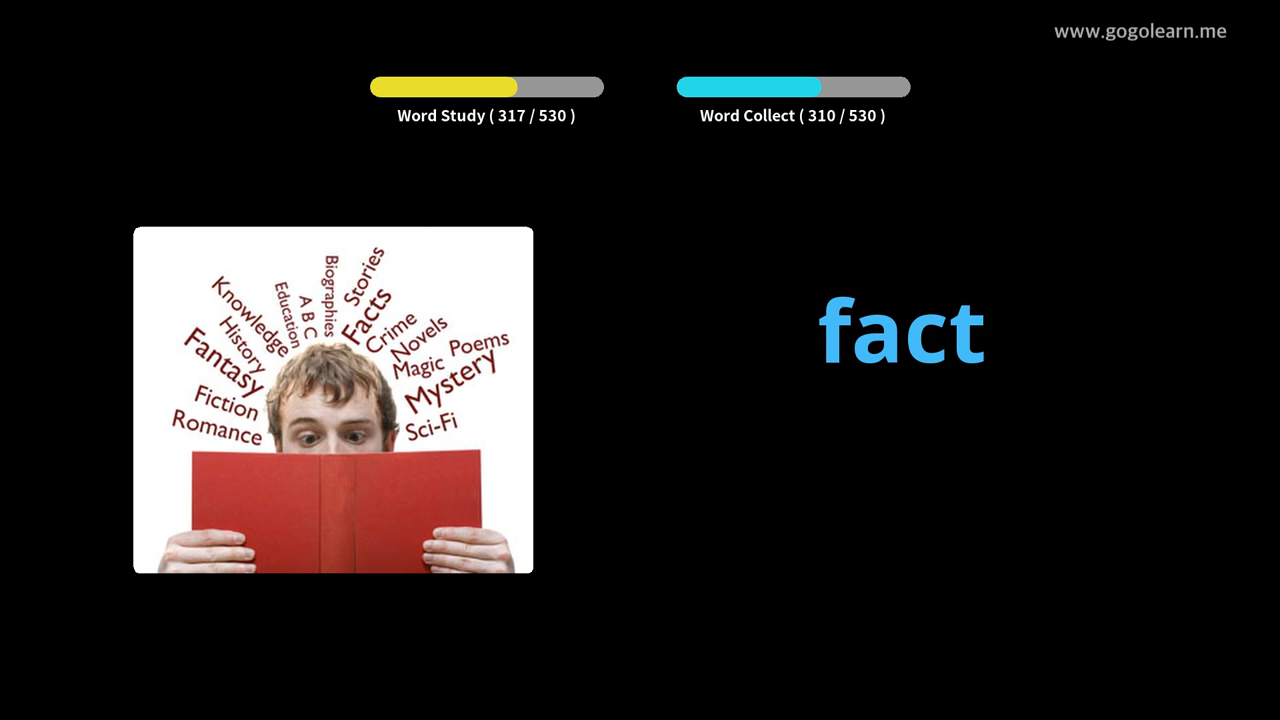 www.gogolearn.me
Word Study ( 317 / 530 )
Word Collect ( 310 / 530 )
Romance
Fiction
Fantasy
History
Knowledge
Education
A B C
Biographies
Stories
Facts
Crime
Novels
Magic
Poems
Mystery
Sci-Fi
fact